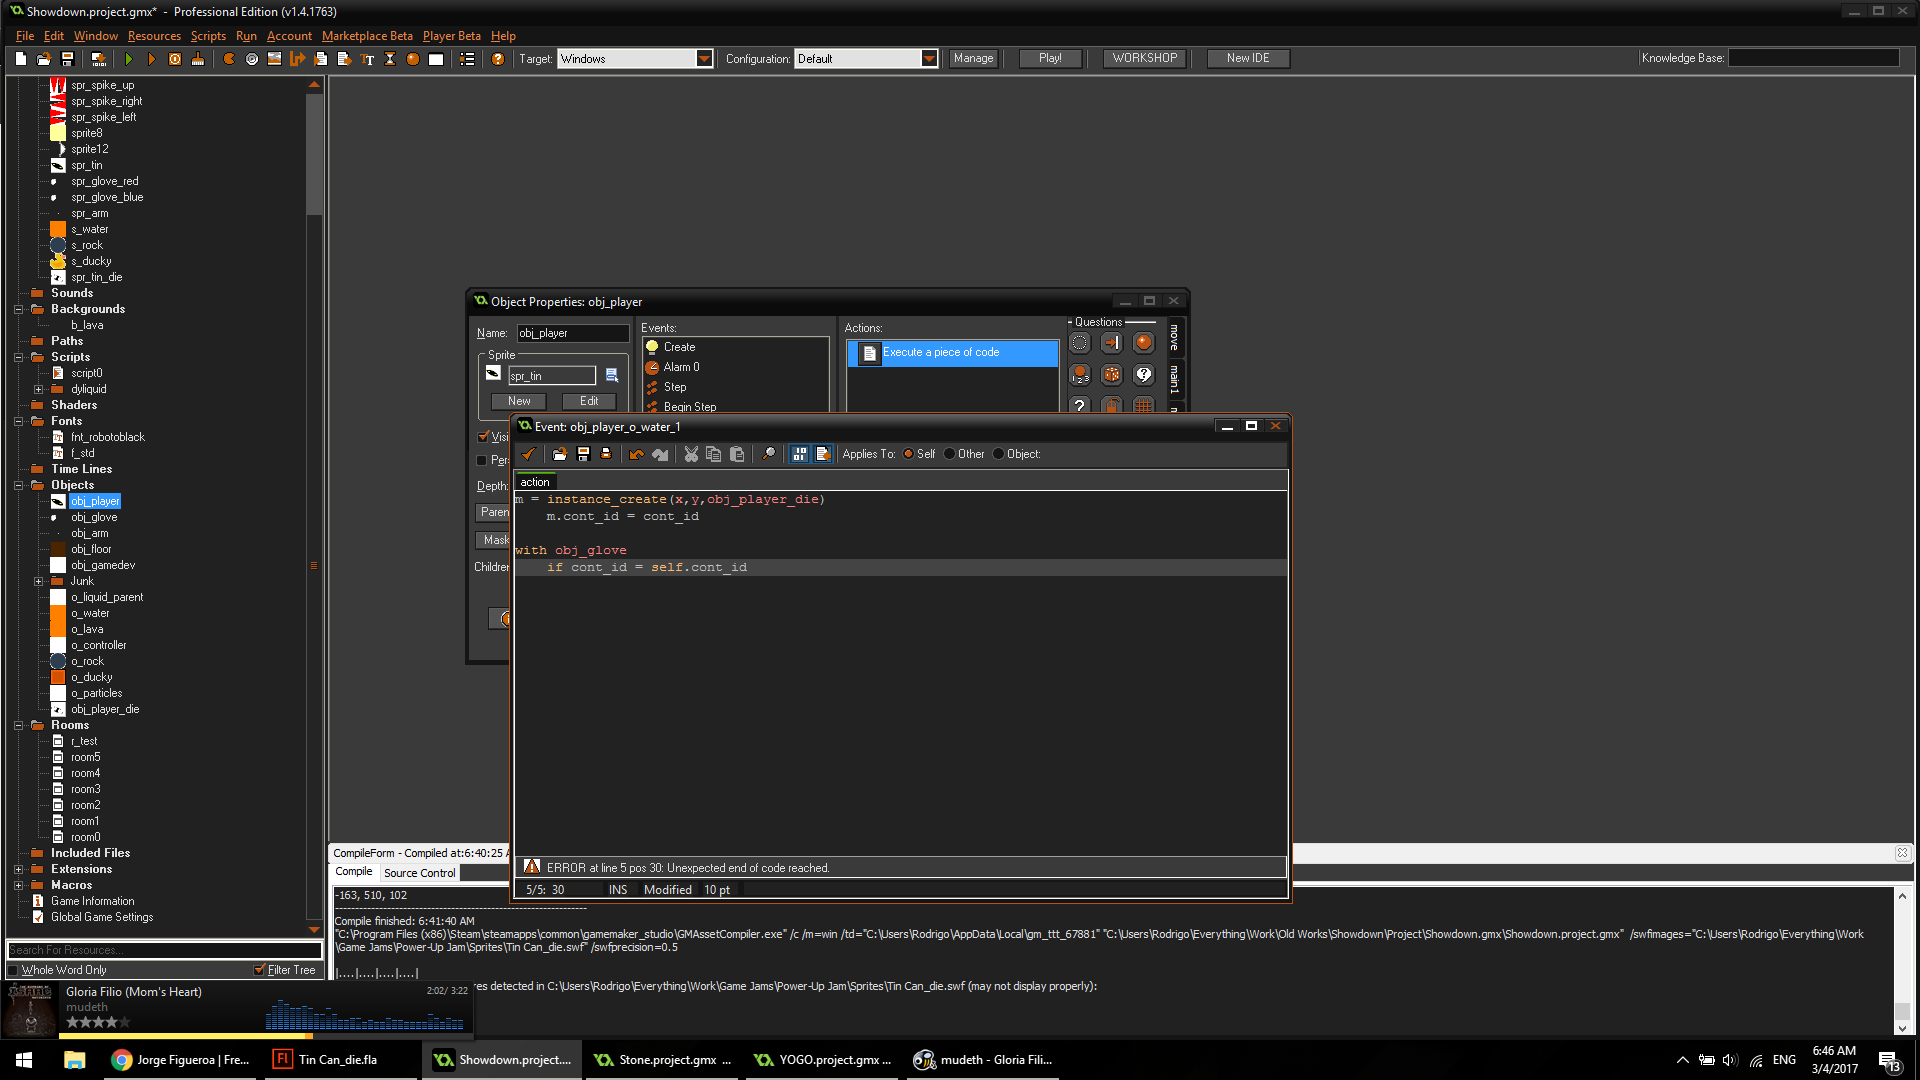 Showdown.project.gmx* - Professional Edition (v1.4.1763)
File Edit Window Resources Scripts Run Account Marketplace Beta Player Beta Help
Target: Windows Configuration: Default Manage Play! WORKSHOP New IDE Knowledge Base:
spr_spike_up
spr_spike_right
spr_spike_left
sprite8
sprite12
spr_tin
spr_glove_red
spr_glove_blue
spr_arm
s_water
s_rock
s_ducky
spr_tin_die
Sounds
Backgrounds
b_lava
Paths
Scripts
script0
dyliquid
Shaders
Fonts
fnt_robotoblack
f_std
Time Lines
Objects
obj_player
obj_glove
obj_arm
obj_floor
obj_gamedev
Junk
o_liquid_parent
o_water
o_lava
o_controller
o_rock
o_ducky
o_particles
obj_player_die
Rooms
r_test
room5
room4
room3
room2
room1
room0
Included Files
Extensions
Macros
Game Information
Global Game Settings
Search For Resources...
Whole Word Only Filter Tree
Object Properties: obj_player
Name: obj_player
Sprite
spr_tin
New Edit
Visi
Per
Depth:
Paren
Mask
Children
Events:
Create
Alarm 0
Step
Begin Step
Actions:
Execute a piece of code
Questions
move
main1
Event: obj_player_o_water_1
Applies To: Self Other Object:
action
m = instance_create(x,y,obj_player_die)
m.cont_id = cont_id
with obj_glove
if cont_id = self.cont_id
ERROR at line 5 pos 30: Unexpected end of code reached.
5/5: 30 INS Modified 10 pt
CompileForm - Compiled at:6:40:25 A
Compile Source Control
-163, 510, 102
Compile finished: 6:41:40 AM
"C:\Program Files (x86)\Steam\steamapps\common\gamemaker_studio\GMAssetCompiler.exe" /c /m=win /td="C:\Users\Rodrigo\AppData\Local\gm_ttt_67881" "C:\Users\Rodrigo\Everything\Work\Old Works\Showdown\Project\Showdown.gmx\Showdown.project.gmx" /swfimages="C:\Users\Rodrigo\Everything\Work
\Game Jams\Power-Up Jam\Sprites\Tin Can_die.swf" /swfprecision=0.5
|....|....|....|....|
res detected in C:\Users\Rodrigo\Everything\Work\Game Jams\Power-Up Jam\Sprites\Tin Can_die.swf (may not display properly):
Gloria Filio (Mom's Heart) 2:02/ 3:22
mudeth
Jorge Figueroa | Fre...
Tin Can_die.fla
Showdown.project....
Stone.project.gmx ...
YOGO.project.gmx ...
mudeth - Gloria Fili...
ENG
6:46 AM
3/4/2017
13